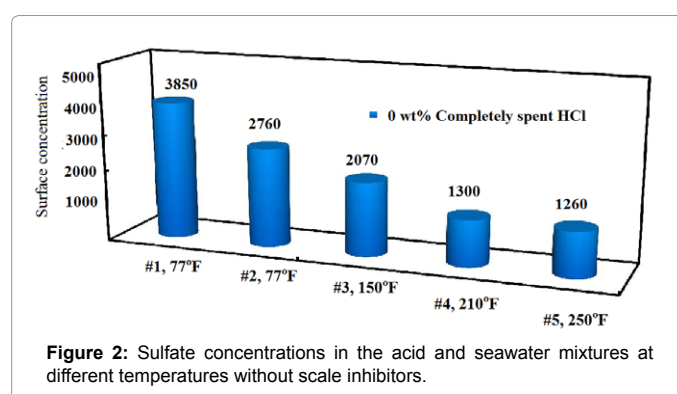 5000
4000
3000
2000
1000
Surface concentration
3850
2760
2070
1300
1260
0 wt% Completely spent HCl
#1, 77°F
#2, 77°F
#3, 150°F
#4, 210°F
#5, 250°F
Figure 2: Sulfate concentrations in the acid and seawater mixtures at
different temperatures without scale inhibitors.